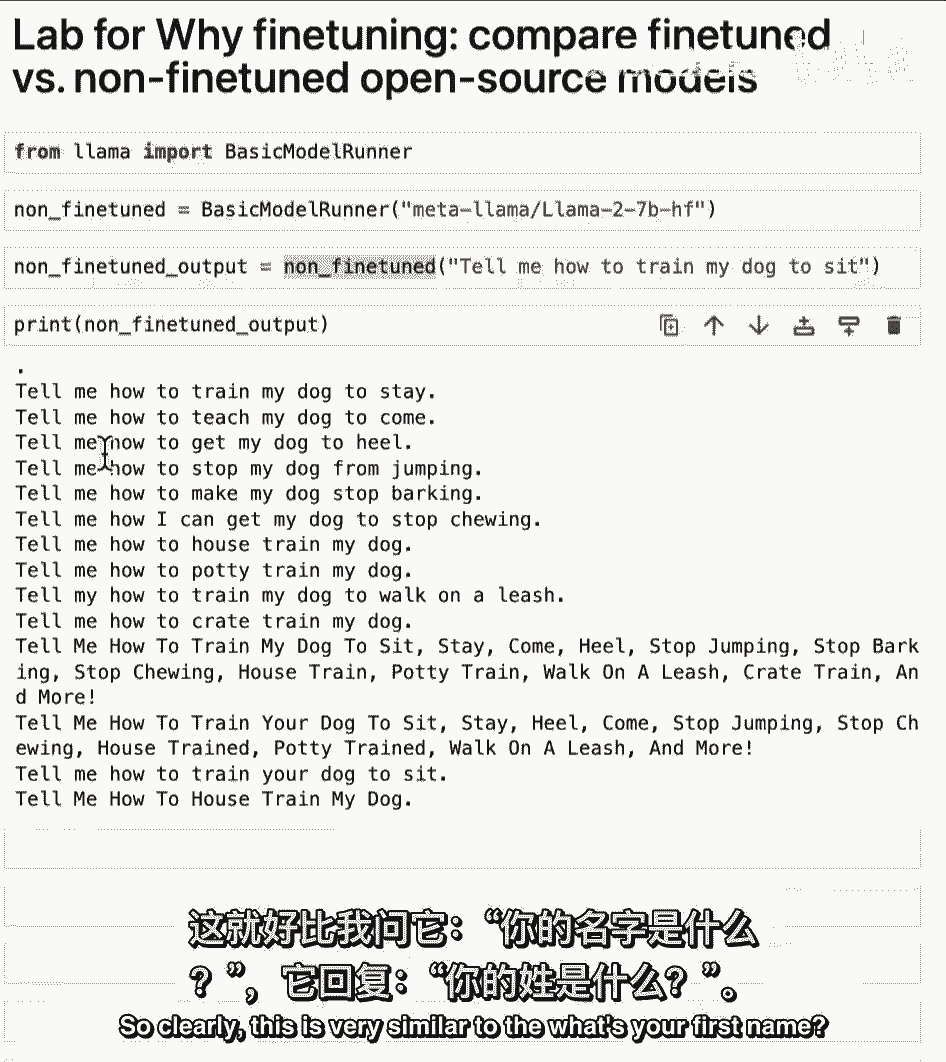 Lab for Why finetuning: compare finetuned
vs. non-finetuned open-source models
from llama import BasicModelRunner
non_finetuned = BasicModelRunner("meta-llama/Llama-2-7b-hf")
non_finetuned_output = non_finetuned("Tell me how to train my dog to sit")
print(non_finetuned_output)
.
Tell me how to train my dog to stay.
Tell me how to teach my dog to come.
Tell me how to get my dog to heel.
Tell me how to stop my dog from jumping.
Tell me how to make my dog stop barking.
Tell me how I can get my dog to stop chewing.
Tell me how to house train my dog.
Tell me how to potty train my dog.
Tell my how to train my dog to walk on a leash.
Tell me how to crate train my dog.
Tell Me How To Train My Dog To Sit, Stay, Come, Heel, Stop Jumping, Stop Bark
ing, Stop Chewing, House Train, Potty Train, Walk On A Leash, Crate Train, An
d More!
Tell Me How To Train Your Dog To Sit, Stay, Heel, Come, Stop Jumping, Stop Ch
ewing, House Trained, Potty Trained, Walk On A Leash, And More!
Tell me how to train your dog to sit.
Tell Me How To House Train My Dog.
这就好比我问它：“你的名字是什么
？”，它回复：“你的姓是什么？”。
So clearly, this is very similar to the what's your first name?